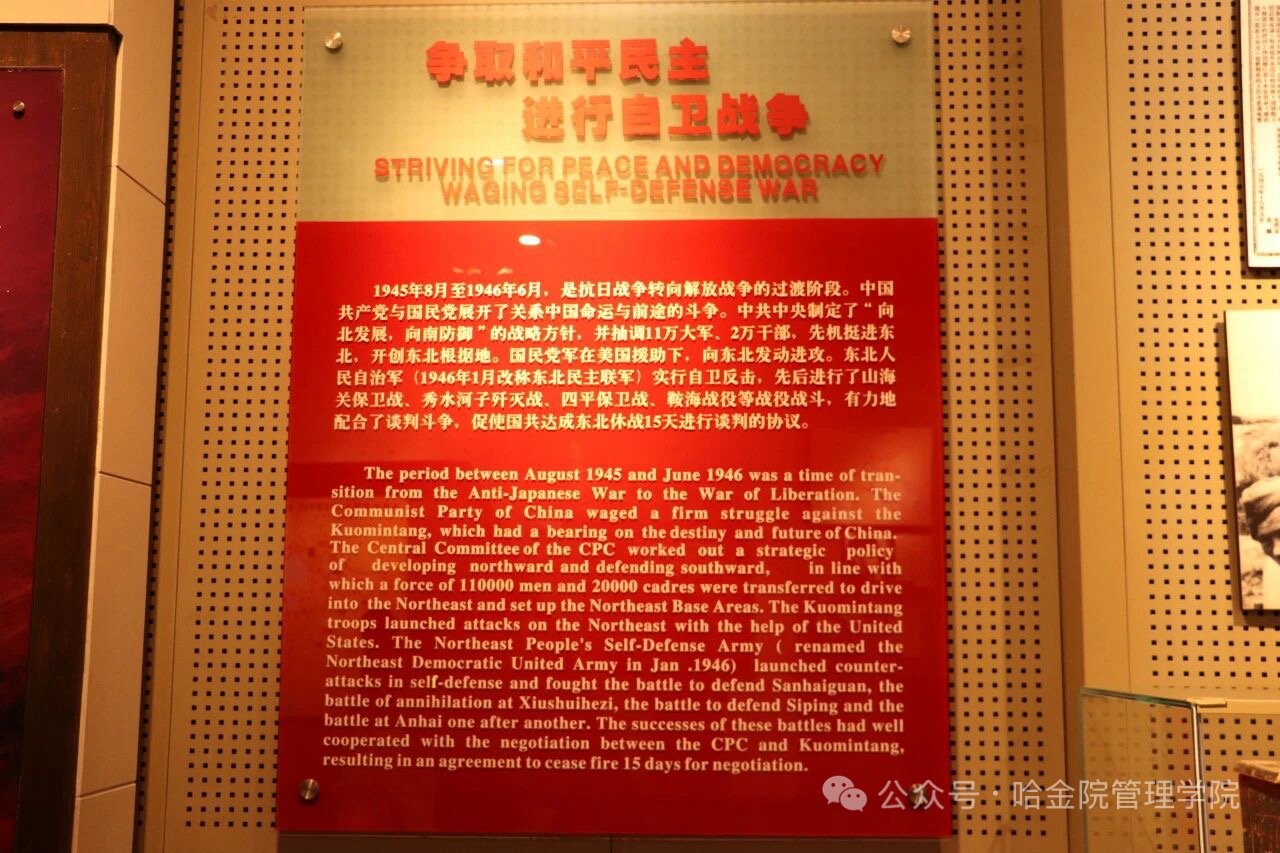 争取和平民主
进行自卫战争
STRIVING FOR PEACE AND DEMOCRACY
WAGING SELF-DEFENSE WAR
1945年8月至1946年6月，是抗日战争转向解放战争的过渡阶段。中国
共产党与国民党展开了关系中国命运与前途的斗争。中共中央制定了“向
北发展，向南防御”的战略方针，并抽调11万大军、2万干部，先机挺进东
北，开创东北根据地。国民党军在美国援助下，向东北发动进攻。东北人
民自治军（1946年1月改称东北民主联军）实行自卫反击，先后进行了山海
关保卫战、秀水河子歼灭战、四平保卫战、鞍海战役等战役战斗，有力地
配合了谈判斗争，促使国共达成东北休战15天进行谈判的协议。
The period between August 1945 and June 1946 was a time of tran-
sition from the Anti-Japanese War to the War of Liberation. The
Communist Party of China waged a firm struggle against the
Kuomintang, which had a bearing on the destiny and future of China.
The Central Committee of the CPC worked out a strategic policy
of developing northward and defending southward, in line with
which a force of 110000 men and 20000 cadres were transferred to drive
into the Northeast and set up the Northeast Base Areas. The Kuomintang
troops launched attacks on the Northeast with the help of the United
States. The Northeast People's Self-Defense Army ( renamed the
Northeast Democratic United Army in Jan .1946) launched counter-
attacks in self-defense and fought the battle to defend Sanhaiguan, the
battle of annihilation at Xiushuihezi, the battle to defend Siping and the
battle at Anhai one after another. The successes of these battles had well
cooperated with the negotiation between the CPC and Kuomintang,
resulting in an agreement to cease fire 15 days for negotiation.
公众号·哈金院管理学院